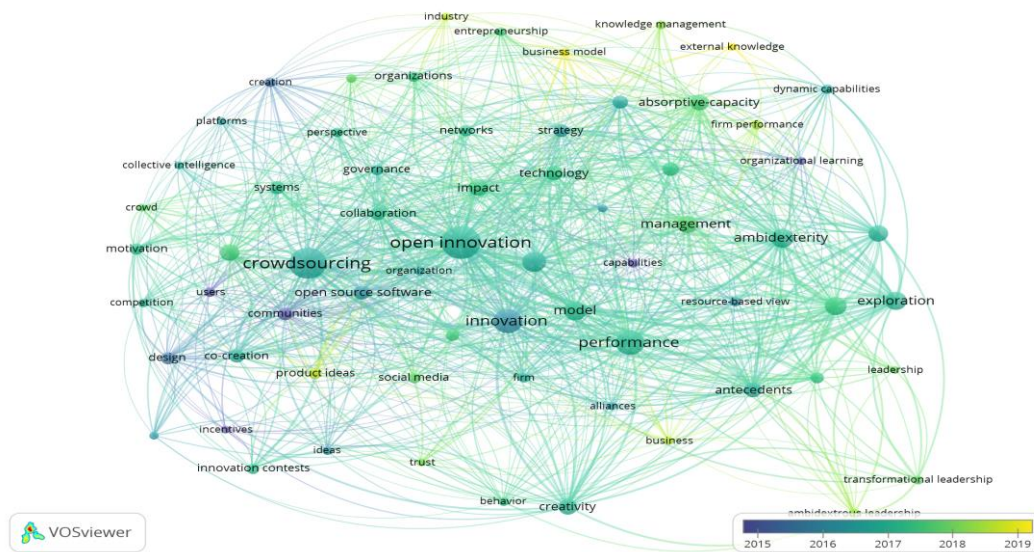 industry
entrepreneurship
knowledge management
business model
external knowledge
creation
organizations
dynamic capabilities
absorptive-capacity
platforms
perspective
networks
strategy
firm performance
collective intelligence
governance
technology
organizational learning
systems
impact
crowd
collaboration
management
motivation
open innovation
ambidexterity
crowdsourcing
organization
capabilities
users
open source software
competition
communities
resource-based view
exploration
innovation
model
performance
design
co-creation
product ideas
social media
firm
leadership
antecedents
alliances
incentives
ideas
business
innovation contests
trust
transformational leadership
behavior
creativity
ambidextrous leadership
VOSviewer
2015 2016 2017 2018 2019